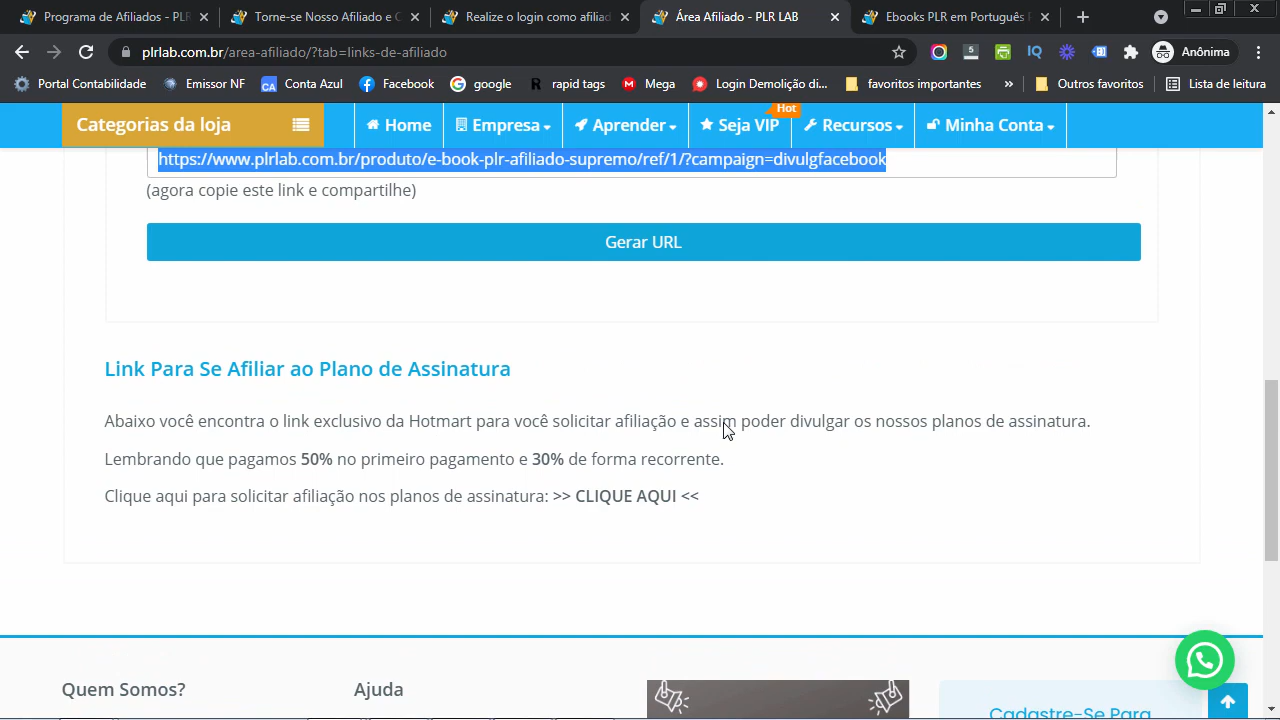 Programa de Afiliados - PLR
Torne-se Nosso Afiliado e C
Realize o login como afiliad
Área Afiliado - PLR LAB
Ebooks PLR em Português
plrlab.com.br/area-afiliado/?tab=links-de-afiliado
5
IQ
Anônima
Portal Contabilidade
Emissor NF
CA Conta Azul
Facebook
google
R rapid tags
M Mega
Login Demolição di...
favoritos importantes
»
Outros favoritos
Lista de leitura
Categorias da loja
Home
Empresa
Aprender
Hot
Seja VIP
Recursos
Minha Conta
https://www.plrlab.com.br/produto/e-book-plr-afiliado-supremo/ref/1/?campaign=divulgfacebook
(agora copie este link e compartilhe)
Gerar URL
Link Para Se Afiliar ao Plano de Assinatura
Abaixo você encontra o link exclusivo da Hotmart para você solicitar afiliação e assim poder divulgar os nossos planos de assinatura.
Lembrando que pagamos 50% no primeiro pagamento e 30% de forma recorrente.
Clique aqui para solicitar afiliação nos planos de assinatura: >> CLIQUE AQUI <<
Quem Somos?
Ajuda
Cadastre-Se Para